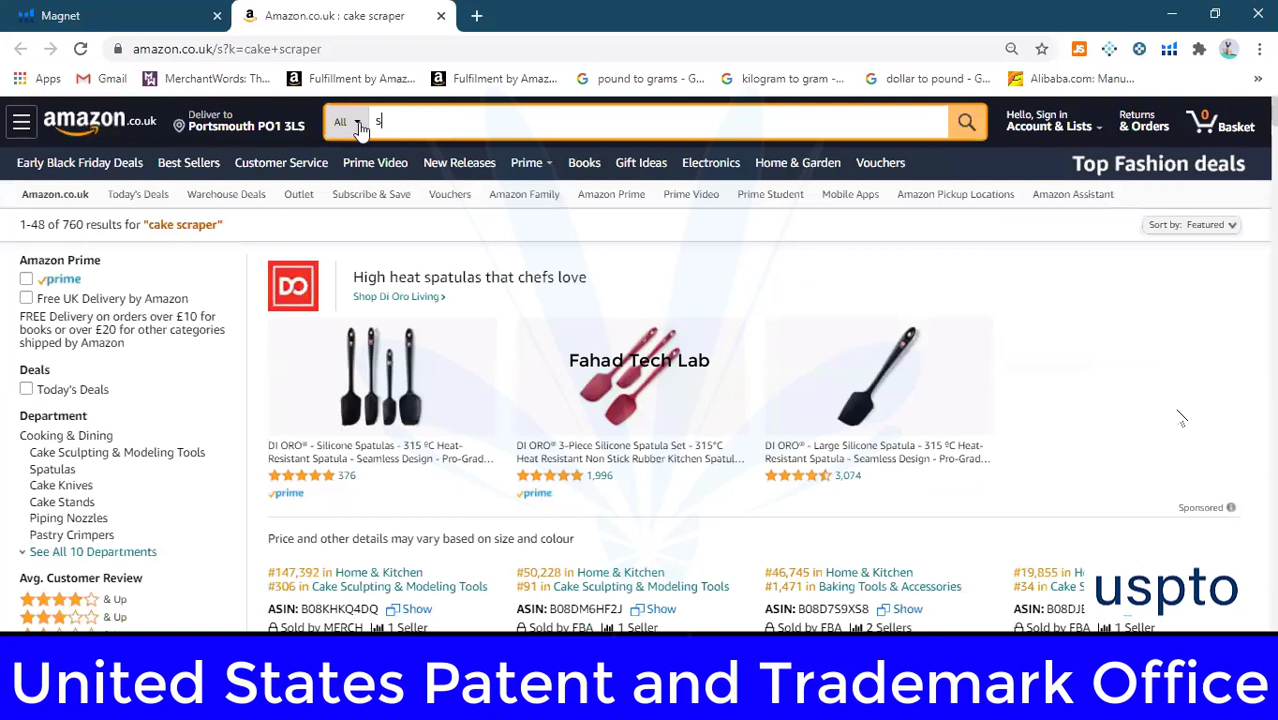 Magnet
Amazon.co.uk : cake scraper
amazon.co.uk/s?k=cake+scraper
Apps
Gmail
MerchantWords: Th...
Fulfillment by Amaz...
Fulfilment by Amaz...
pound to grams - G...
kilogram to gram -...
dollar to pound - G...
Alibaba.com: Manu...
amazon.co.uk
Deliver to
Portsmouth PO1 3LS
All
S
Hello, Sign in
Account & Lists
Returns
& Orders
0
Basket
Early Black Friday Deals
Best Sellers
Customer Service
Prime Video
New Releases
Prime
Books
Gift Ideas
Electronics
Home & Garden
Vouchers
Top Fashion deals
Amazon.co.uk
Today's Deals
Warehouse Deals
Outlet
Subscribe & Save
Vouchers
Amazon Family
Amazon Prime
Prime Video
Prime Student
Mobile Apps
Amazon Pickup Locations
Amazon Assistant
1-48 of 760 results for "cake scraper"
Sort by: Featured
Amazon Prime
prime
Free UK Delivery by Amazon
FREE Delivery on orders over £10 for
books or over £20 for other categories
shipped by Amazon
Deals
Today's Deals
Department
Cooking & Dining
Cake Sculpting & Modeling Tools
Spatulas
Cake Knives
Cake Stands
Piping Nozzles
Pastry Crimpers
See All 10 Departments
Avg. Customer Review
& Up
& Up
DO
High heat spatulas that chefs love
Shop Di Oro Living ›
Fahad Tech Lab
DI ORO® - Silicone Spatulas - 315 ºC Heat-
Resistant Spatula - Seamless Design - Pro-Grad...
376
prime
DI ORO® 3-Piece Silicone Spatula Set - 315°C
Heat Resistant Non Stick Rubber Kitchen Spatul...
1,996
prime
DI ORO® - Large Silicone Spatula - 315 ºC Heat-
Resistant Spatula - Seamless Design - Pro-Grad...
3,074
Sponsored
Price and other details may vary based on size and colour
#147,392 in Home & Kitchen
#306 in Cake Sculpting & Modeling Tools
ASIN: B08KHKQ4DQ Show
Sold by MERCH 1 Seller
#50,228 in Home & Kitchen
#91 in Cake Sculpting & Modeling Tools
ASIN: B08DM6HF2J Show
Sold by FBA 1 Seller
#46,745 in Home & Kitchen
#1,471 in Baking Tools & Accessories
ASIN: B08D7S9XS8 Show
Sold by FBA 2 Sellers
#19,855 in H
#34 in Cake S
ASIN: B08DJ
Sold by FBA 1 Seller
uspto
United States Patent and Trademark Office